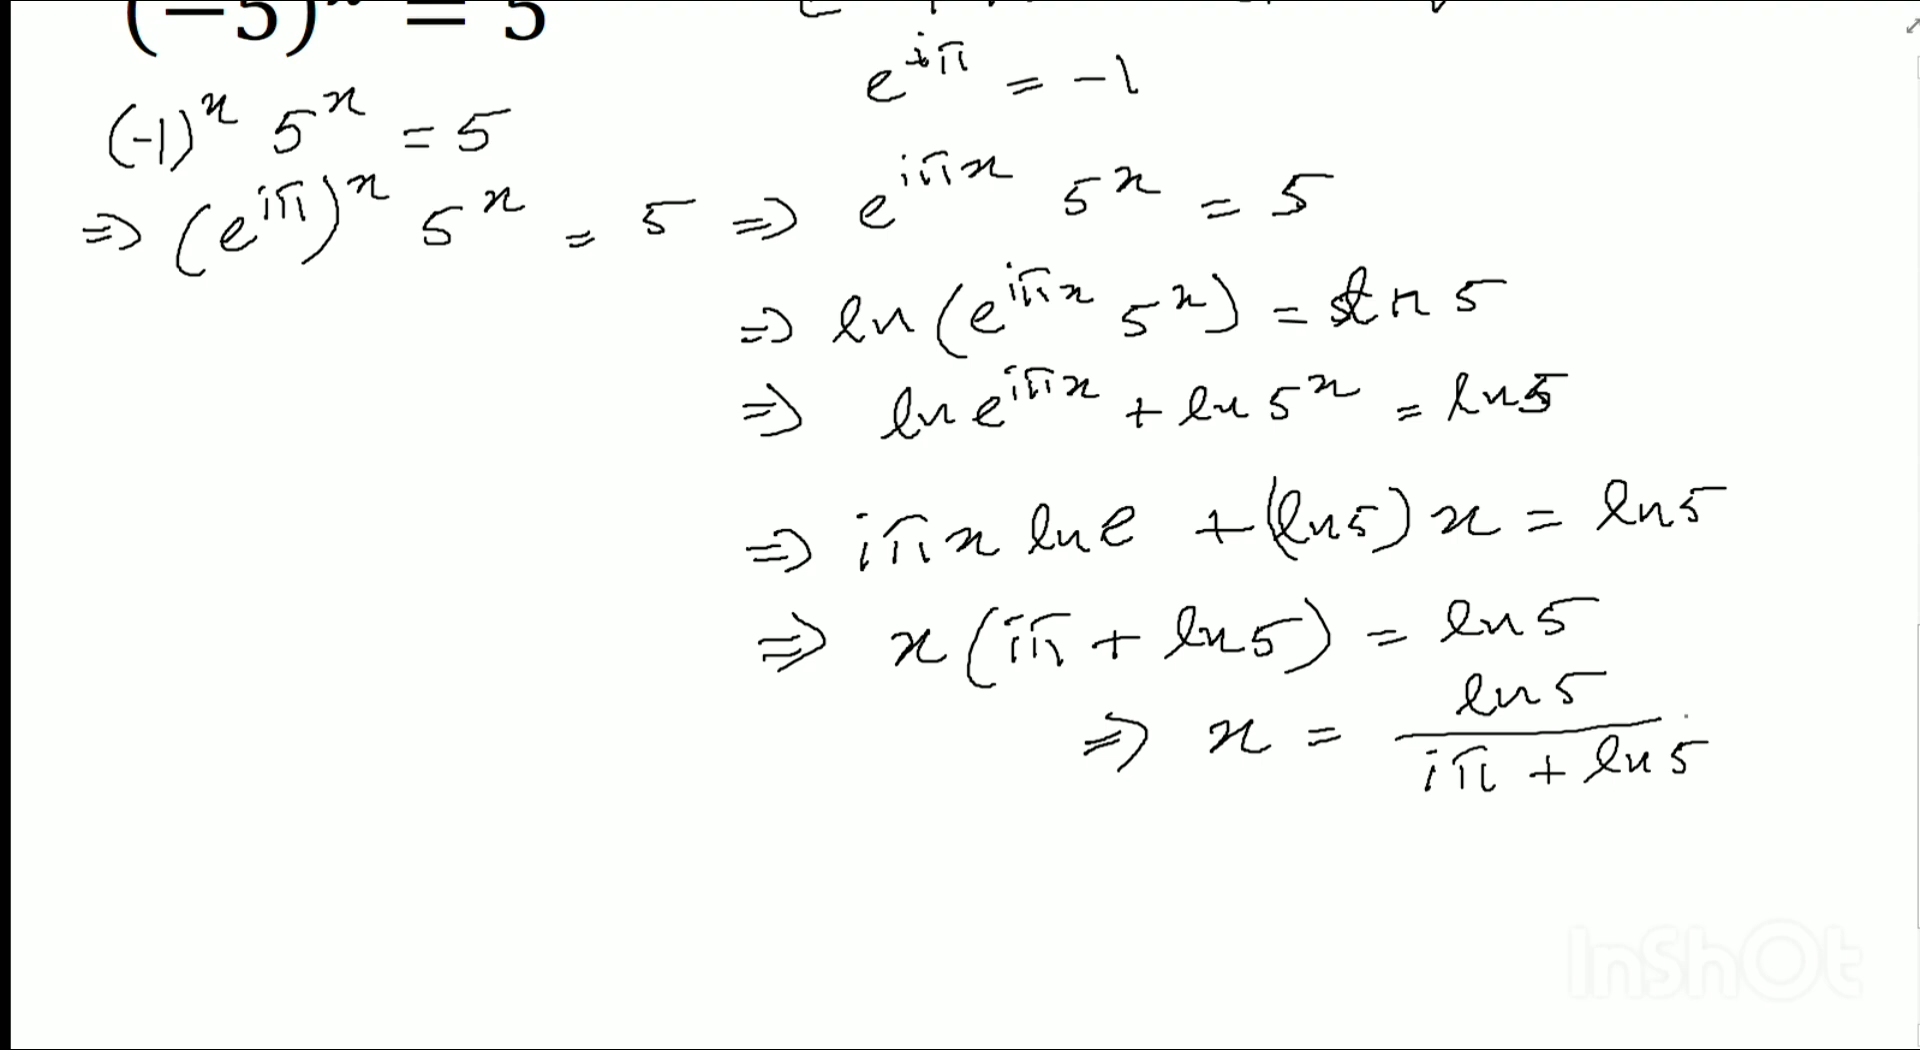 (−5)ˣ = 5
e^{iπ} = −1
(−1)^x 5^x = 5
⇒ (e^{iπ})^x 5^x = 5 ⇒ e^{iπx} 5^x = 5
⇒ ln(e^{iπx} 5^x) = ln 5
⇒ ln e^{iπx} + ln 5^x = ln 5
⇒ iπx ln e + (ln 5) x = ln 5
⇒ x(iπ + ln 5) = ln 5
⇒ x = ln 5 / (iπ + ln 5)
InShOt